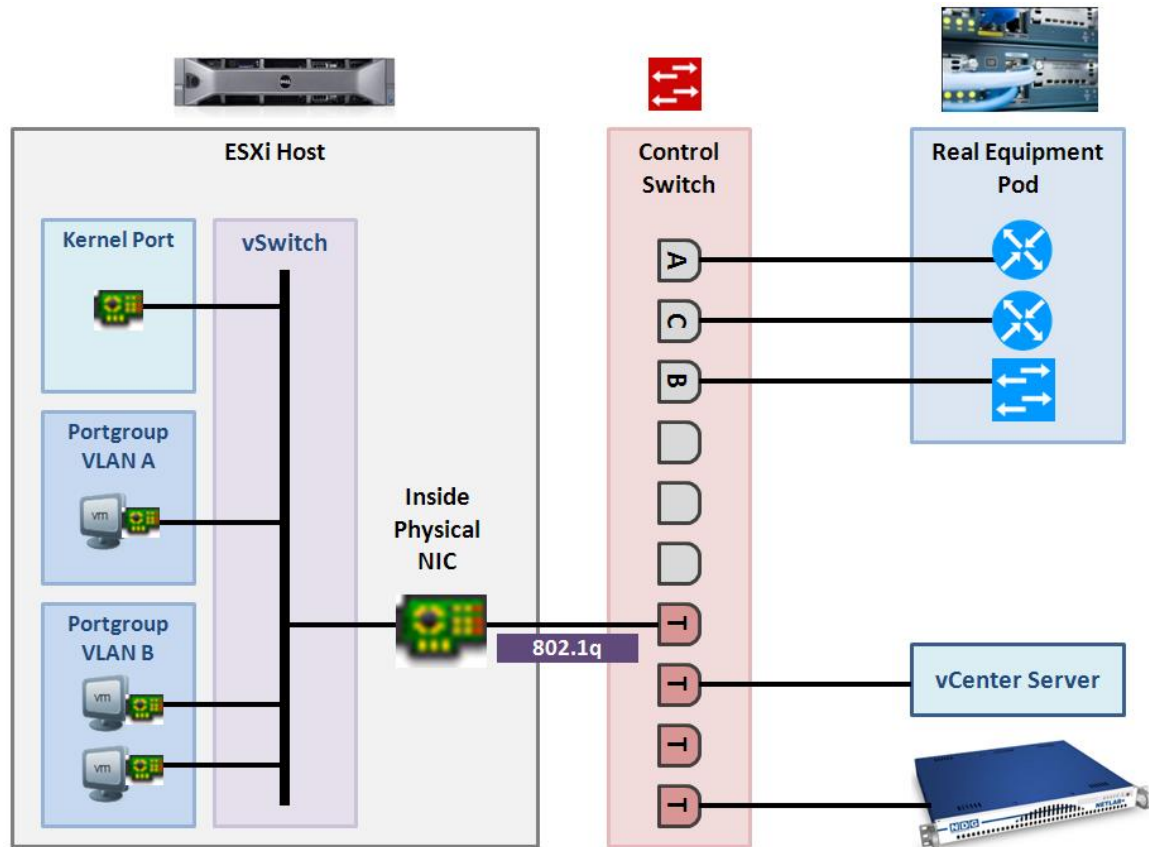 ESXi Host
Kernel Port
vSwitch
Portgroup
VLAN A
vm
Portgroup
VLAN B
vm
vm
Inside
Physical
NIC
802.1q
Control
Switch
A
C
B
T
T
T
T
Real Equipment
Pod
vCenter Server
NDG
NETLAB+
DELL